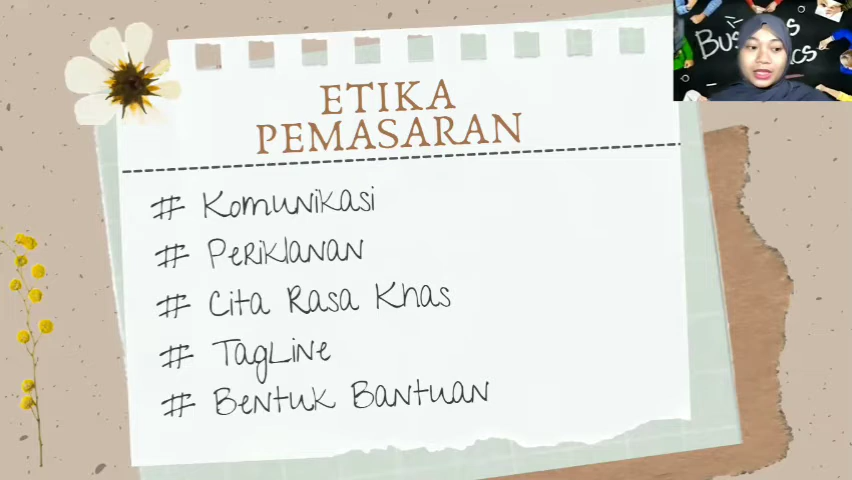 ETIKA
PEMASARAN
# Komunikasi
# Periklanan
# Cita Rasa Khas
# Tagline
# Bentuk Bantuan